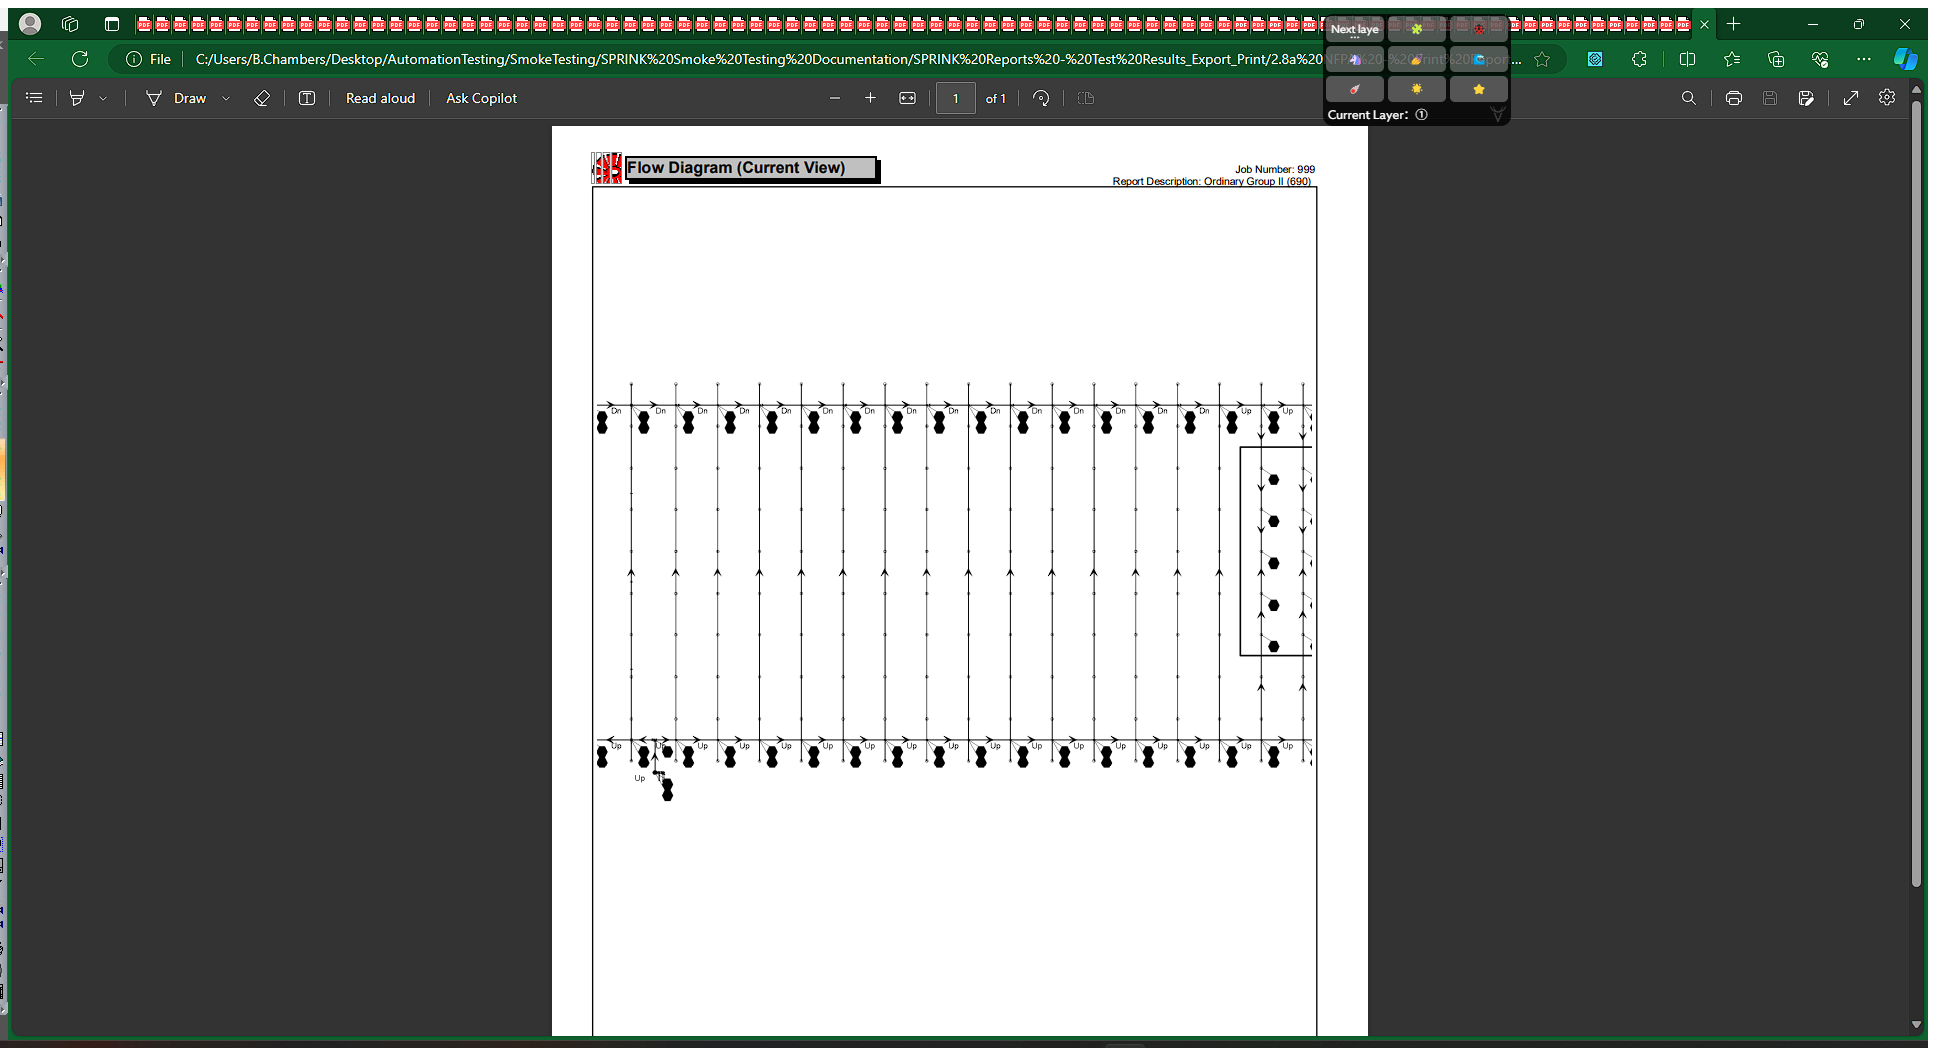 Next laye
File
C:/Users/B.Chambers/Desktop/AutomationTesting/SmokeTesting/SPRINK%20Smoke%20Testing%20Documentation/SPRINK%20Reports%20-%20Test%20Results_Export_Print/2.8a%20
Draw
Read aloud
Ask Copilot
1
of 1
Current Layer: ①
Flow Diagram (Current View)
Job Number: 999
Report Description: Ordinary Group II (690)
Dn Dn Dn Dn Dn Dn Dn Dn Dn Dn Dn Dn Dn Dn Dn Up Up
Up Up Up Up Up Up Up Up Up Up Up Up Up Up Up Up Up
Up